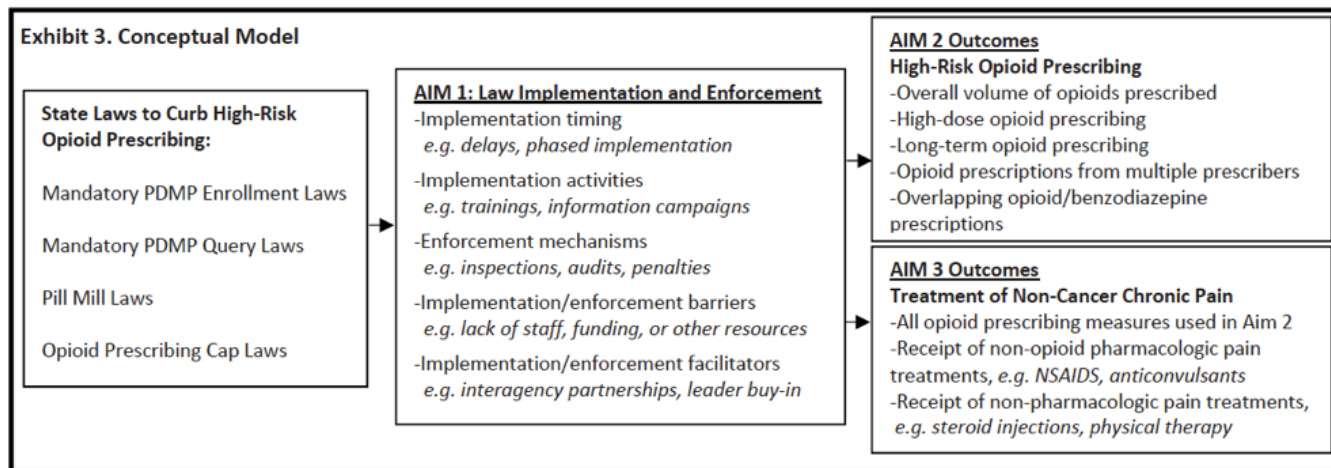 Exhibit 3. Conceptual Model
State Laws to Curb High-Risk
Opioid Prescribing:
Mandatory PDMP Enrollment Laws
Mandatory PDMP Query Laws
Pill Mill Laws
Opioid Prescribing Cap Laws
AIM 1: Law Implementation and Enforcement
-Implementation timing
e.g. delays, phased implementation
-Implementation activities
e.g. trainings, information campaigns
-Enforcement mechanisms
e.g. inspections, audits, penalties
-Implementation/enforcement barriers
e.g. lack of staff, funding, or other resources
-Implementation/enforcement facilitators
e.g. interagency partnerships, leader buy-in
AIM 2 Outcomes
High-Risk Opioid Prescribing
-Overall volume of opioids prescribed
-High-dose opioid prescribing
-Long-term opioid prescribing
-Opioid prescriptions from multiple prescribers
-Overlapping opioid/benzodiazepine
prescriptions
AIM 3 Outcomes
Treatment of Non-Cancer Chronic Pain
-All opioid prescribing measures used in Aim 2
-Receipt of non-opioid pharmacologic pain
treatments, e.g. NSAIDS, anticonvulsants
-Receipt of non-pharmacologic pain treatments,
e.g. steroid injections, physical therapy